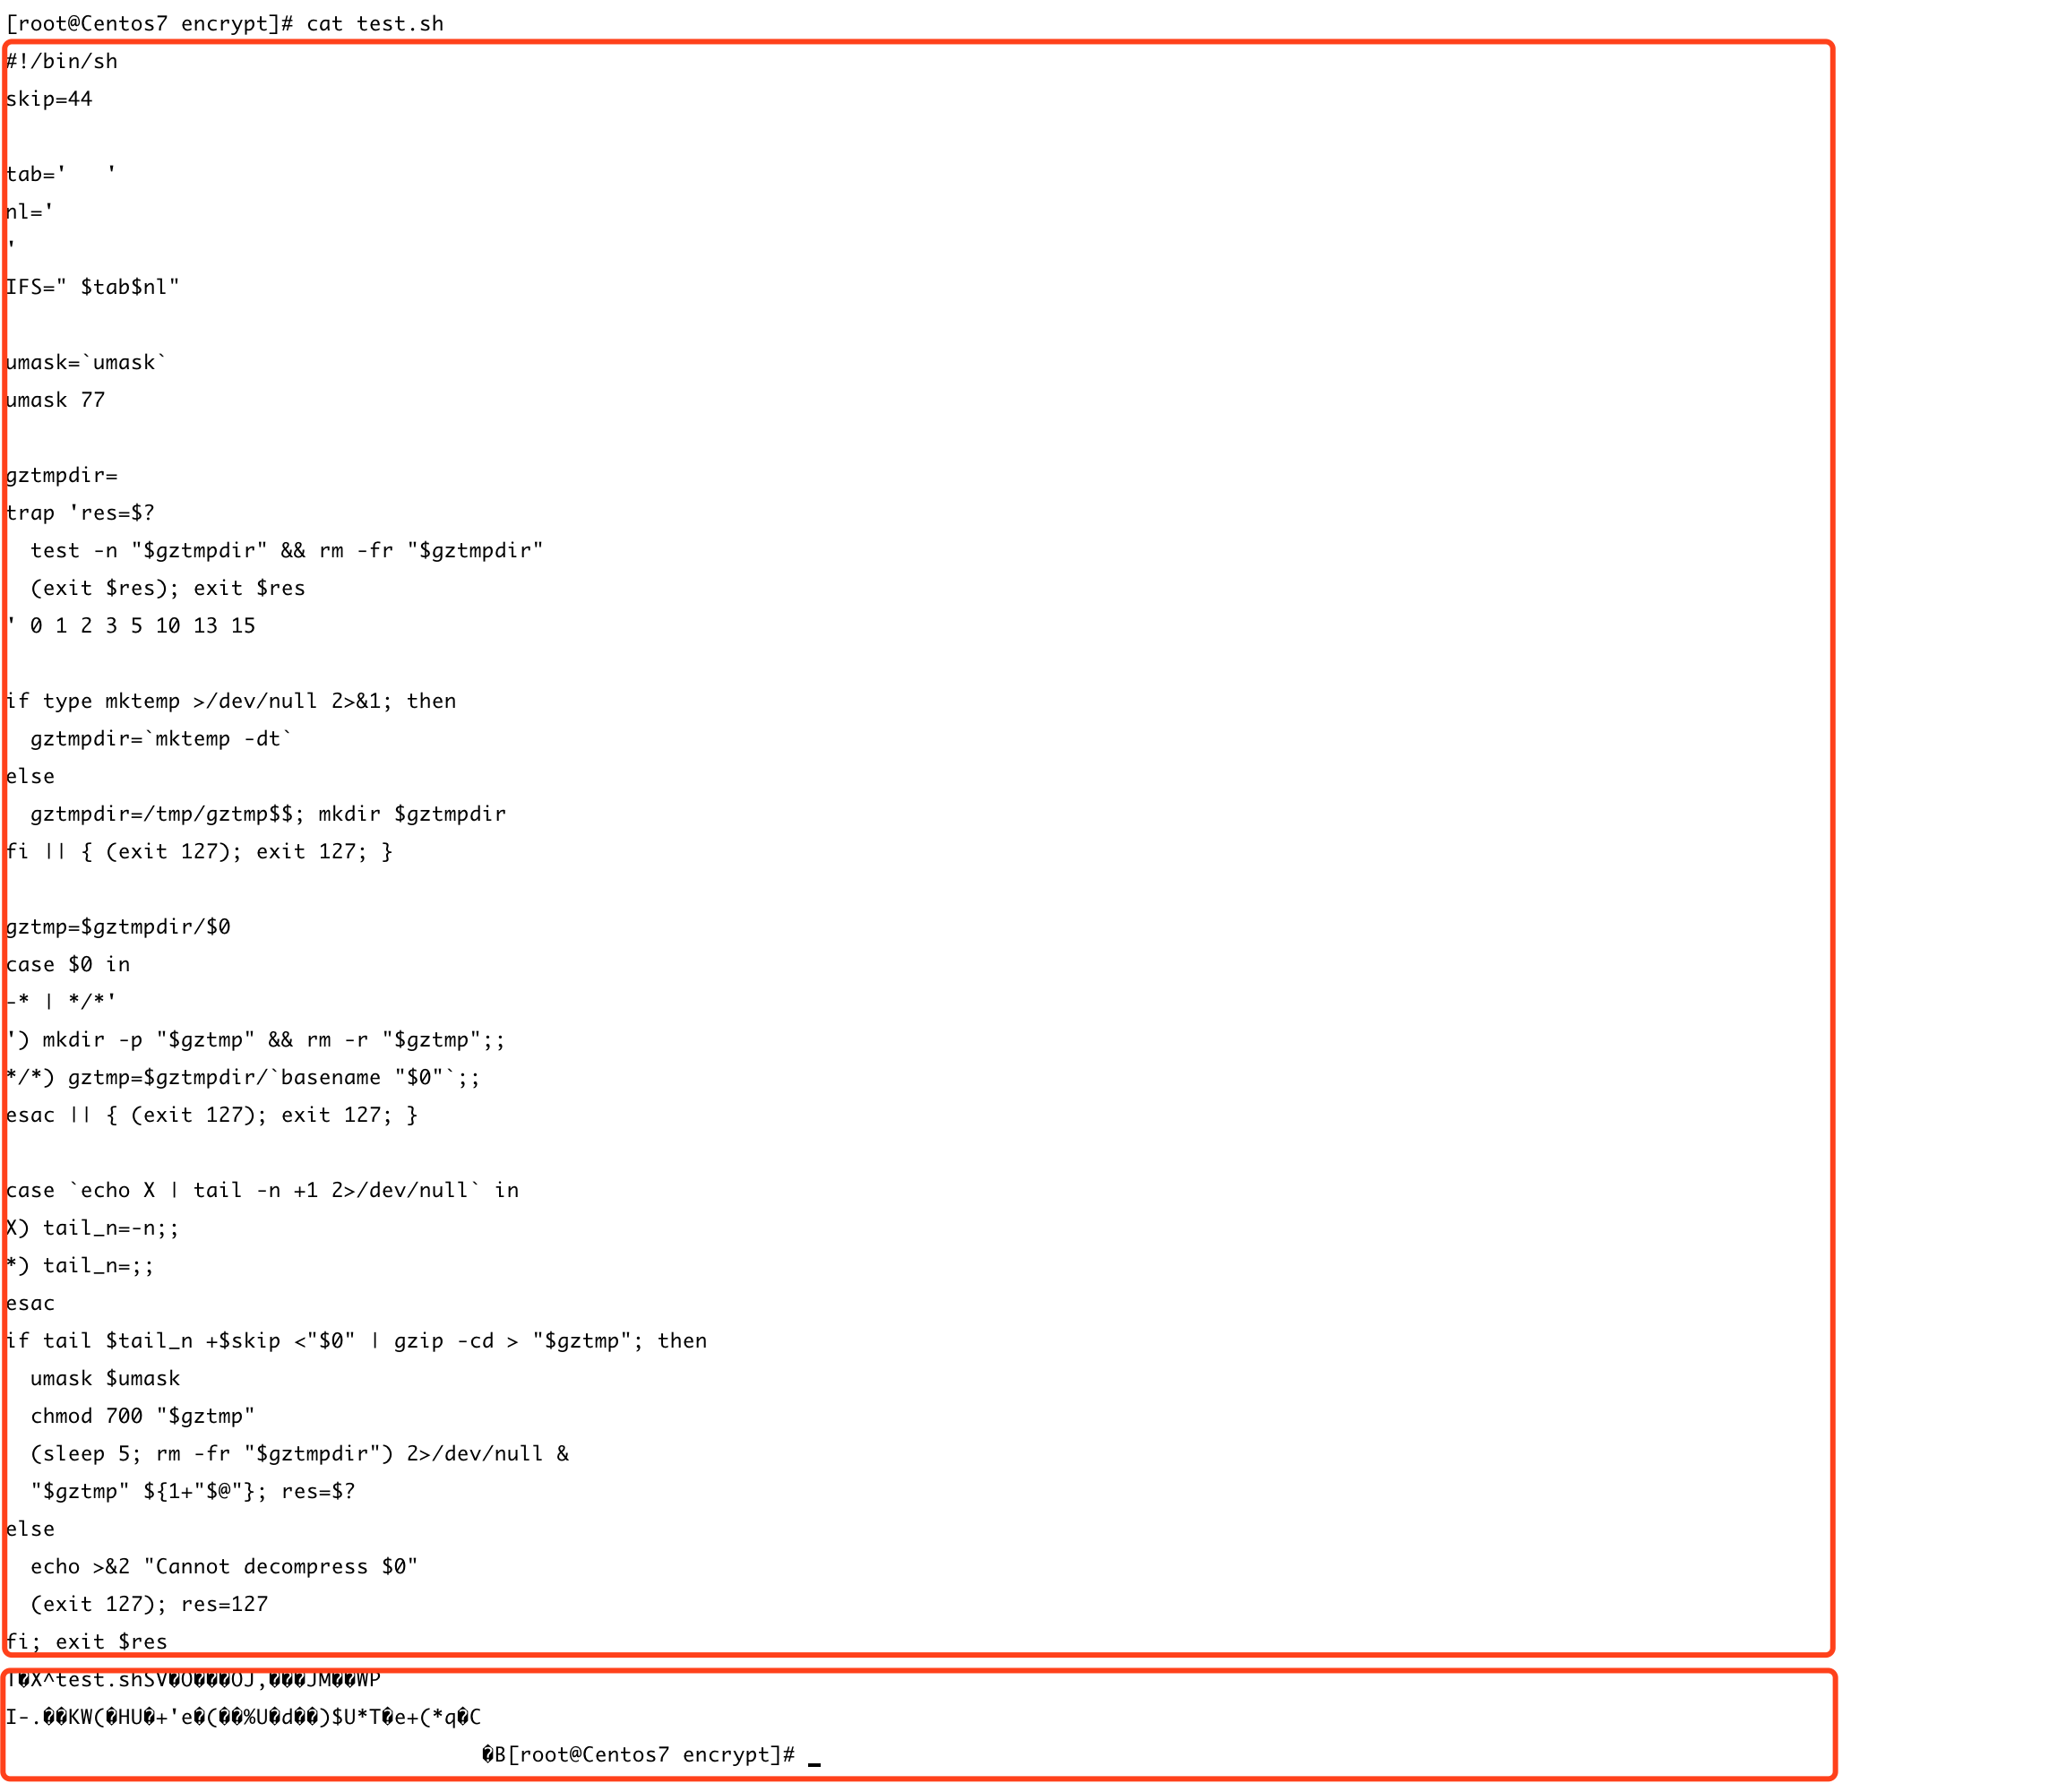 [root@Centos7 encrypt]# cat test.sh
#!/bin/sh
skip=44
tab='   '
nl='
'
IFS=" $tab$nl"
umask=`umask`
umask 77
gztmpdir=
trap 'res=$?
  test -n "$gztmpdir" && rm -fr "$gztmpdir"
  (exit $res); exit $res
' 0 1 2 3 5 10 13 15
if type mktemp >/dev/null 2>&1; then
  gztmpdir=`mktemp -dt`
else
  gztmpdir=/tmp/gztmp$$; mkdir $gztmpdir
fi || { (exit 127); exit 127; }
gztmp=$gztmpdir/$0
case $0 in
-* | */*'
') mkdir -p "$gztmp" && rm -r "$gztmp";;
*/*) gztmp=$gztmpdir/`basename "$0"`;;
esac || { (exit 127); exit 127; }
case `echo X | tail -n +1 2>/dev/null` in
X) tail_n=-n;;
*) tail_n=;;
esac
if tail $tail_n +$skip <"$0" | gzip -cd > "$gztmp"; then
  umask $umask
  chmod 700 "$gztmp"
  (sleep 5; rm -fr "$gztmpdir") 2>/dev/null &
  "$gztmp" ${1+"$@"}; res=$?
else
  echo >&2 "Cannot decompress $0"
  (exit 127); res=127
fi; exit $res
T�X^test.shSV�O���OJ,���JM��WP
I-.��KW(�HU�+'e�(��%U�d��)$U*T�e+(*q�C
�B[root@Centos7 encrypt]#